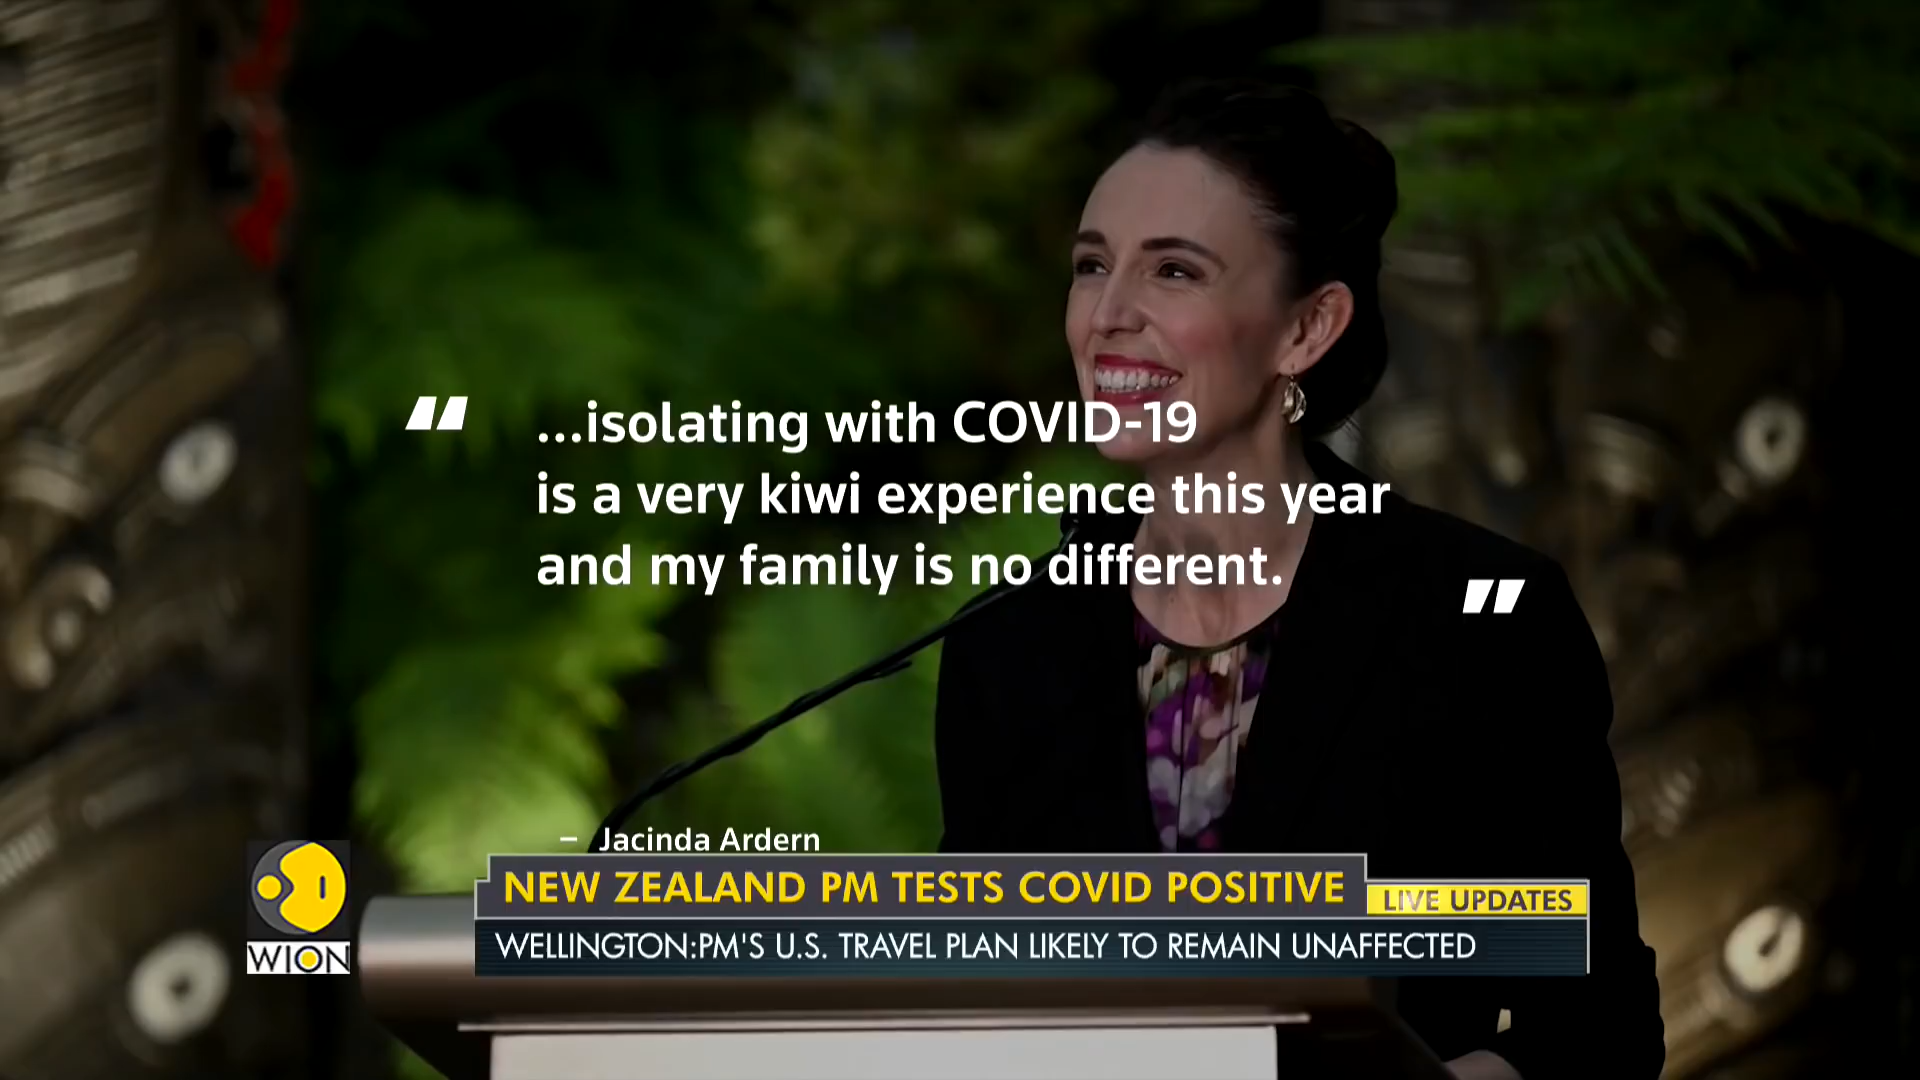 “
...isolating with COVID-19
is a very kiwi experience this year
and my family is no different.
"
– Jacinda Ardern
NEW ZEALAND PM TESTS COVID POSITIVE
LIVE UPDATES
WELLINGTON:PM'S U.S. TRAVEL PLAN LIKELY TO REMAIN UNAFFECTED
WION